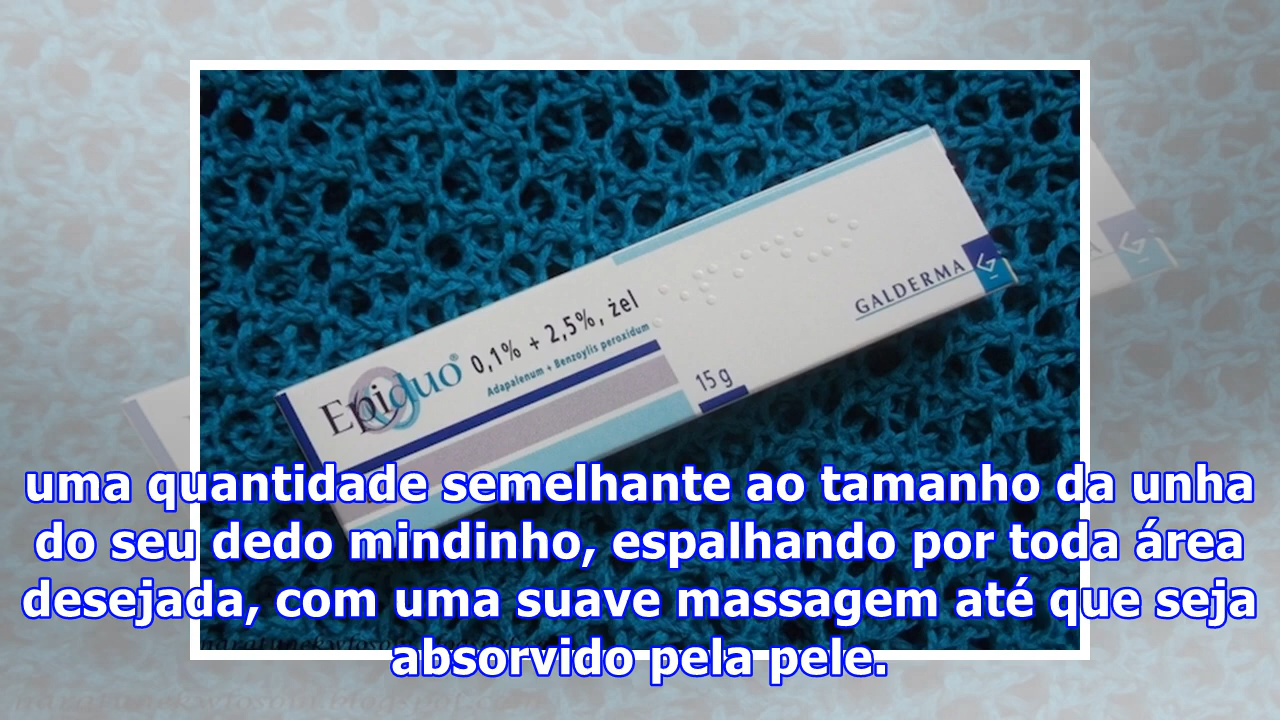 Epiduo® 0,1% + 2,5%, żel
Adapalenum + Benzoylis peroxidum
15 g
GALDERMA
uma quantidade semelhante ao tamanho da unha
do seu dedo mindinho, espalhando por toda área
desejada, com uma suave massagem até que seja
absorvido pela pele.